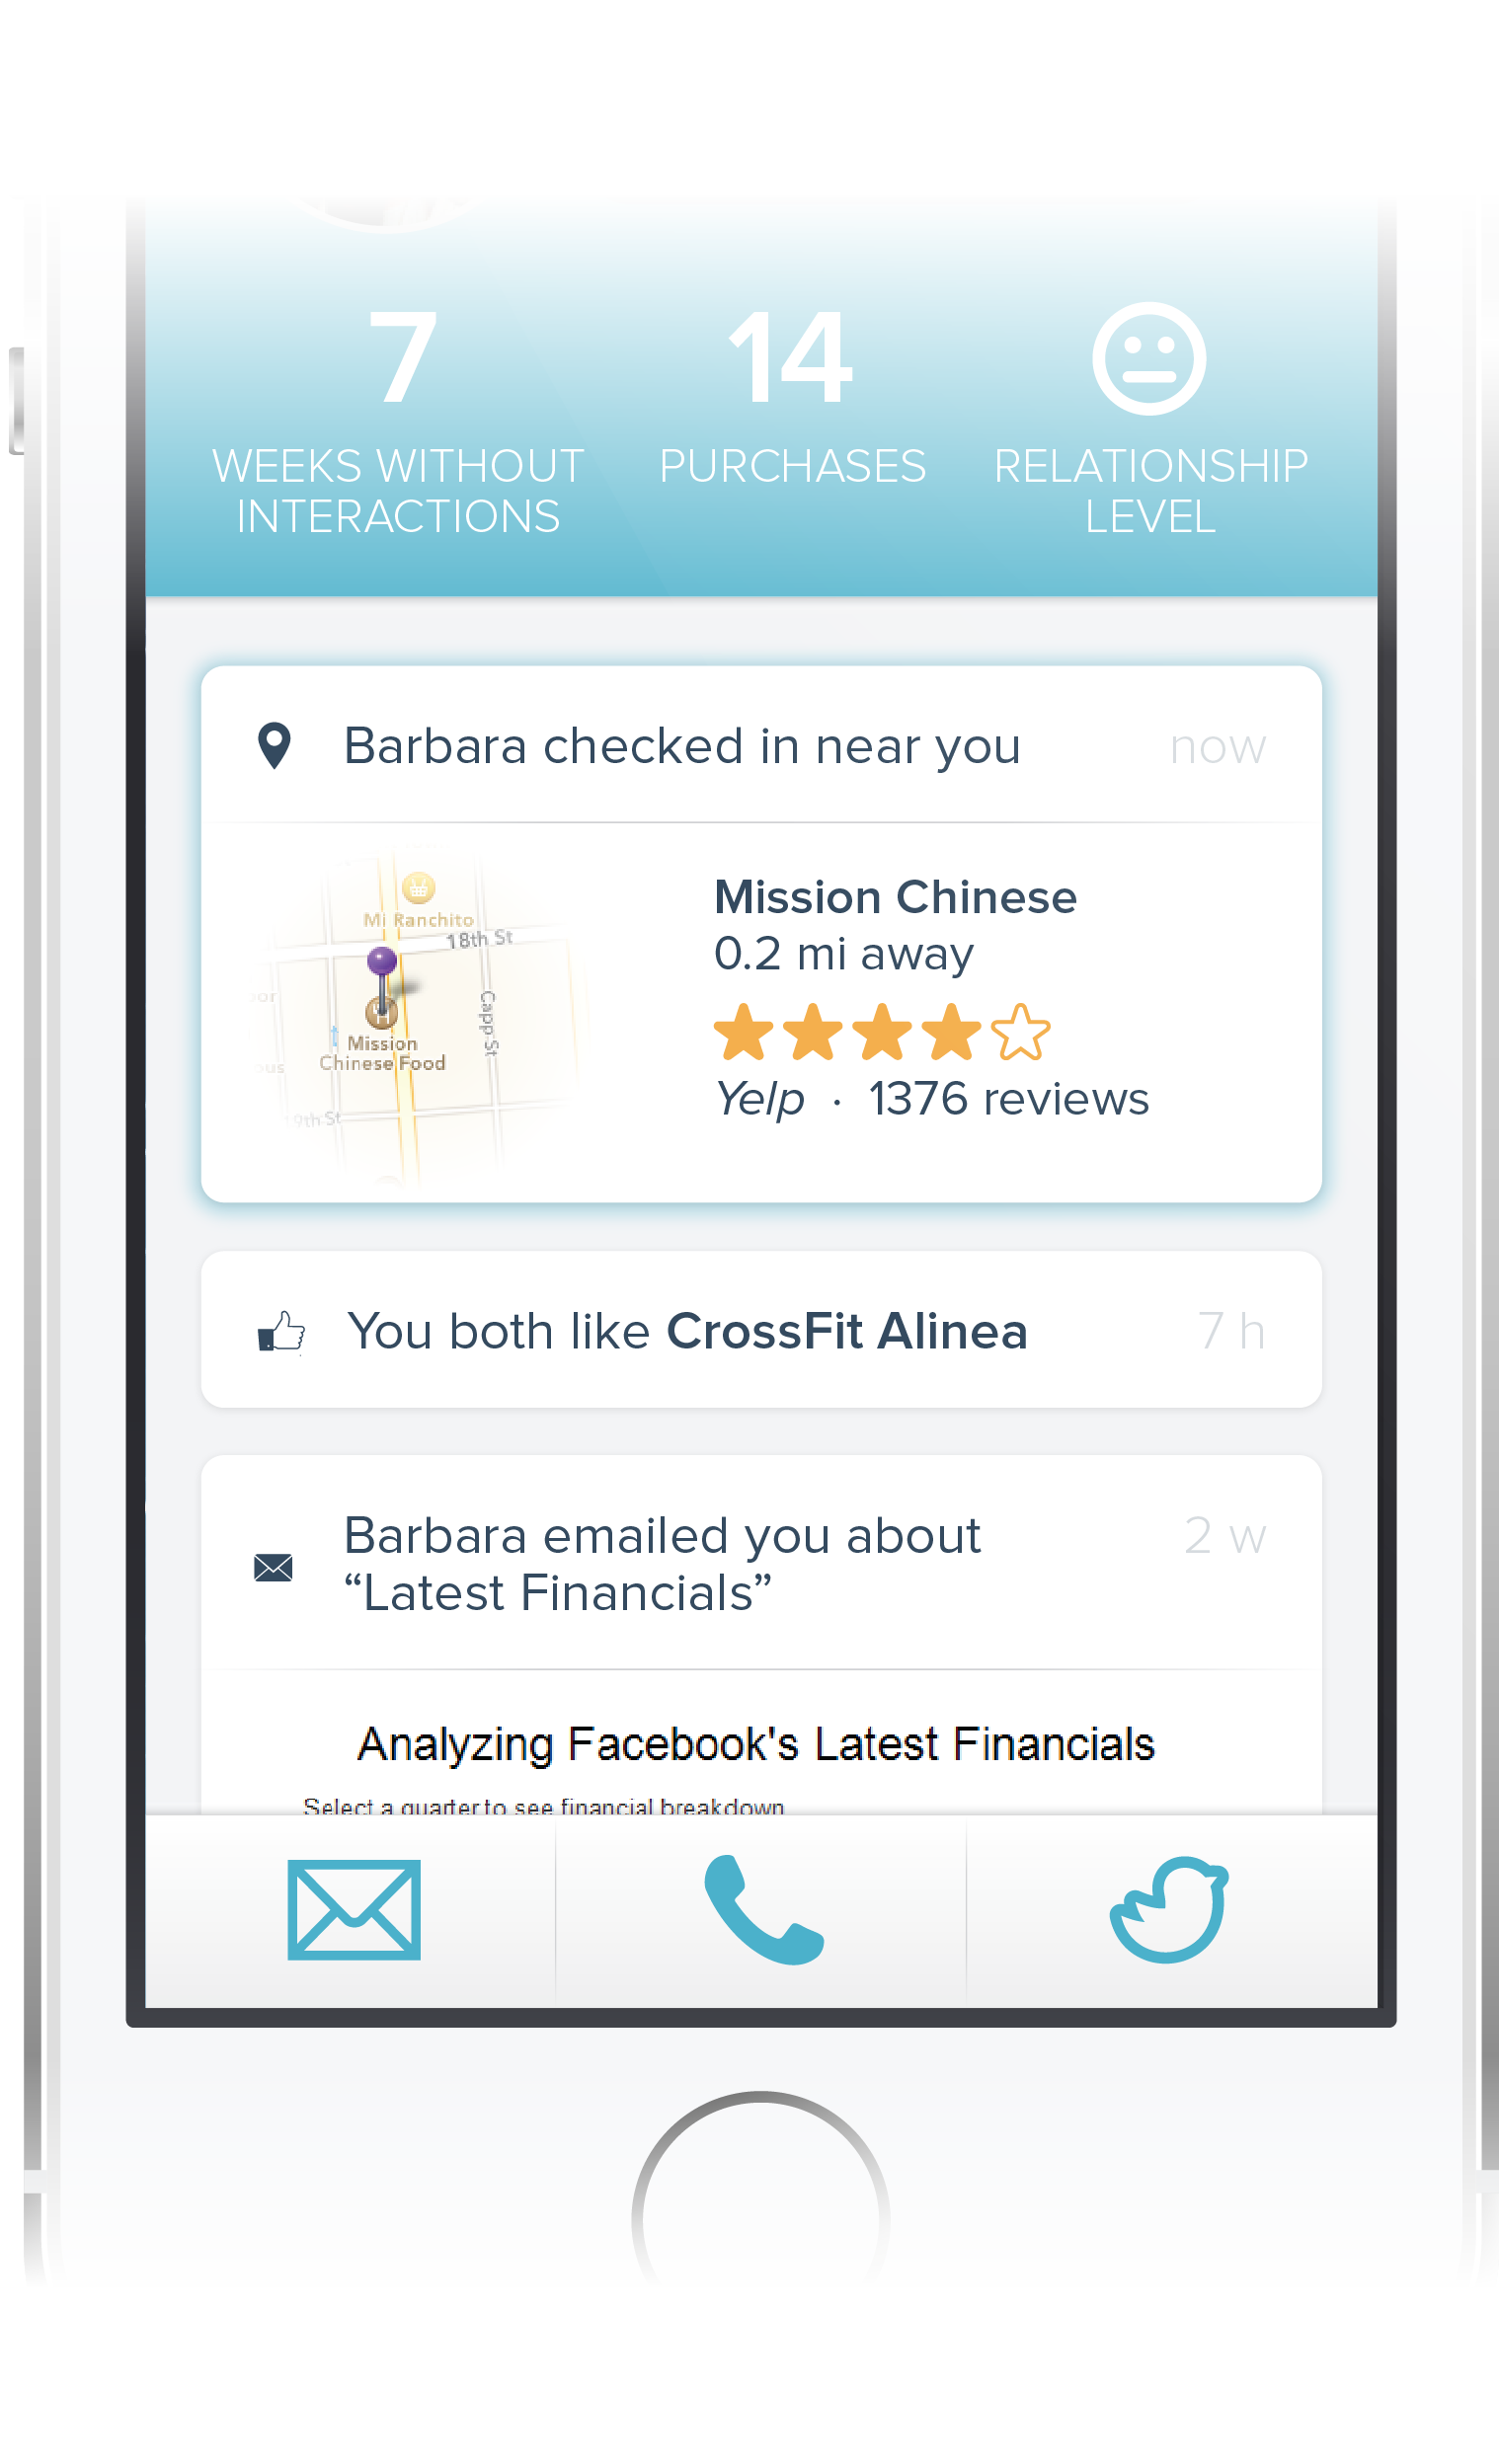 7
WEEKS WITHOUT
INTERACTIONS
14
PURCHASES
RELATIONSHIP
LEVEL
Barbara checked in near you
now
Mi Ranchito
18th St
Capp St
Mission
Chinese Food
19th St
Mission Chinese
0.2 mi away
Yelp · 1376 reviews
You both like CrossFit Alinea
7 h
Barbara emailed you about
“Latest Financials”
2 w
Analyzing Facebook's Latest Financials
Select a quarter to see financial breakdown